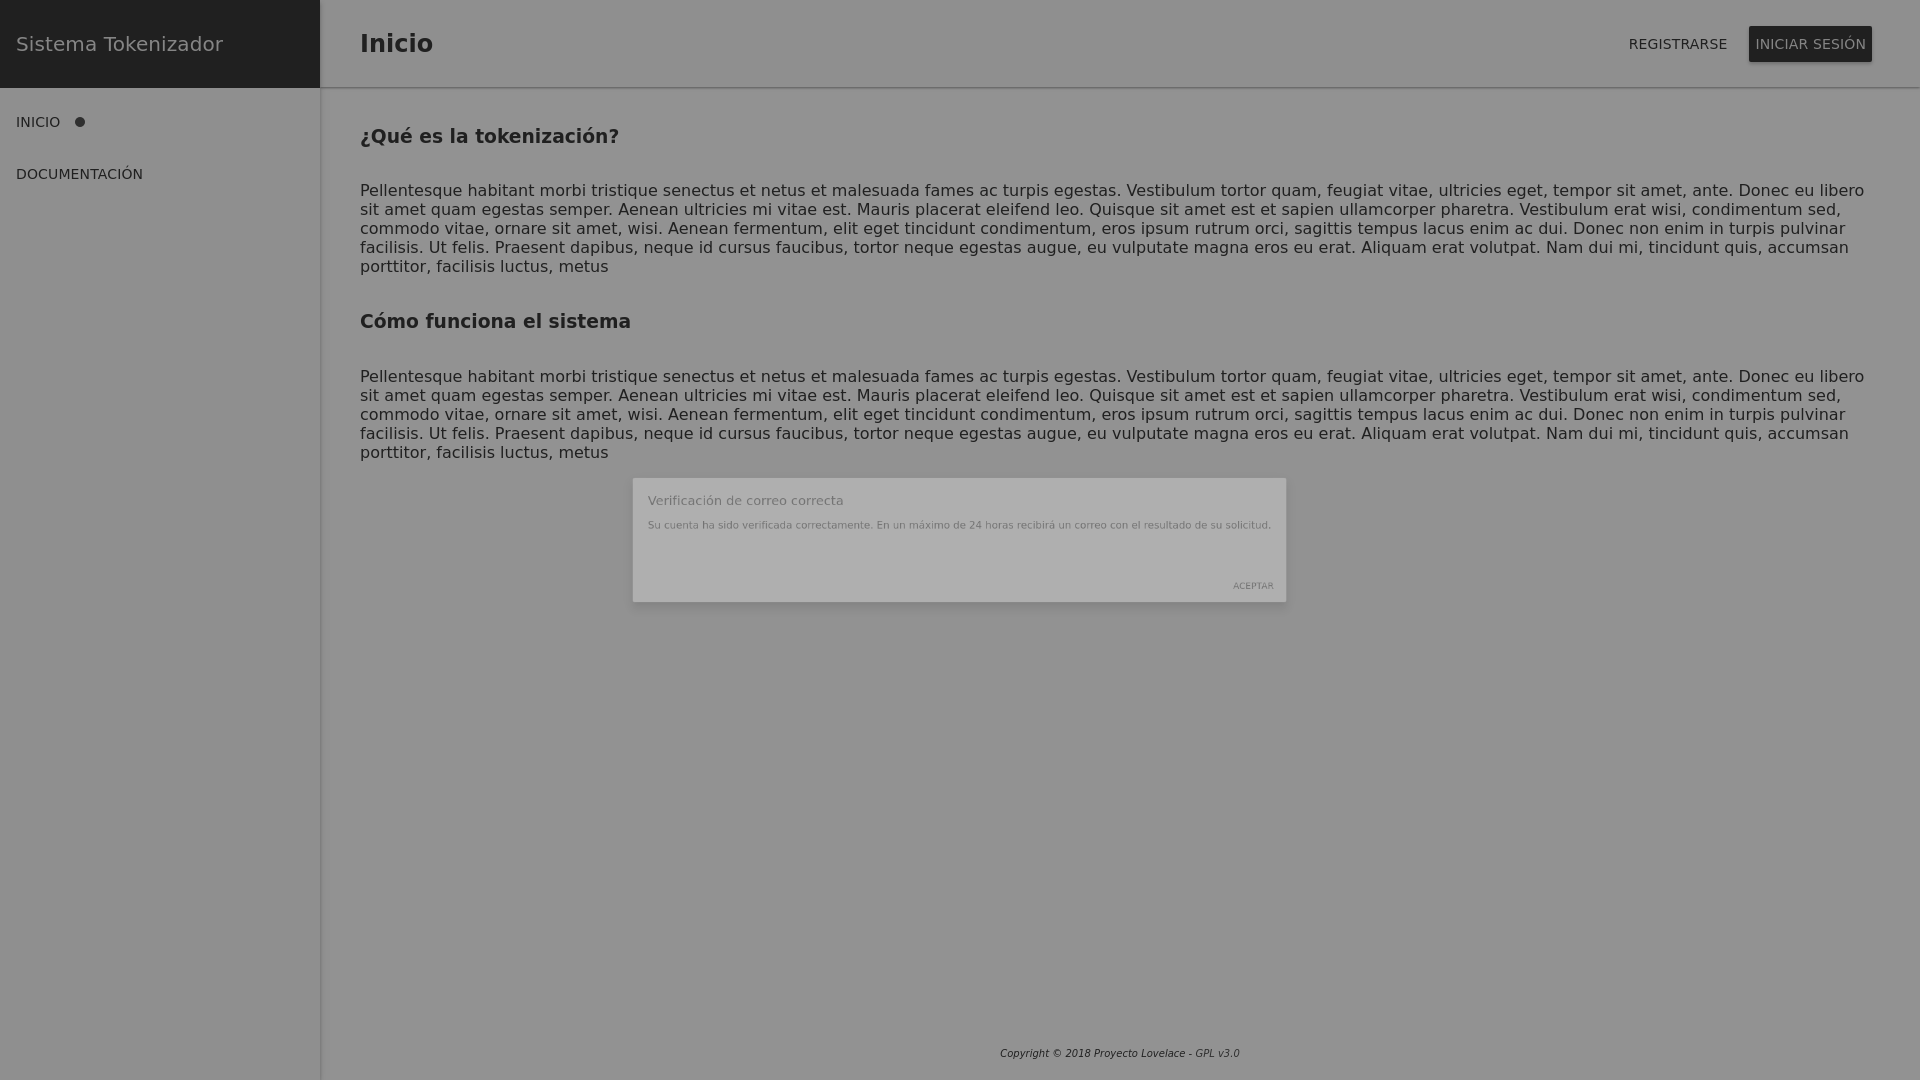 Sistema Tokenizador
Inicio
REGISTRARSE
INICIAR SESIÓN
INICIO
DOCUMENTACIÓN
¿Qué es la tokenización?
Pellentesque habitant morbi tristique senectus et netus et malesuada fames ac turpis egestas. Vestibulum tortor quam, feugiat vitae, ultricies eget, tempor sit amet, ante. Donec eu libero
sit amet quam egestas semper. Aenean ultricies mi vitae est. Mauris placerat eleifend leo. Quisque sit amet est et sapien ullamcorper pharetra. Vestibulum erat wisi, condimentum sed,
commodo vitae, ornare sit amet, wisi. Aenean fermentum, elit eget tincidunt condimentum, eros ipsum rutrum orci, sagittis tempus lacus enim ac dui. Donec non enim in turpis pulvinar
facilisis. Ut felis. Praesent dapibus, neque id cursus faucibus, tortor neque egestas augue, eu vulputate magna eros eu erat. Aliquam erat volutpat. Nam dui mi, tincidunt quis, accumsan
porttitor, facilisis luctus, metus
Cómo funciona el sistema
Pellentesque habitant morbi tristique senectus et netus et malesuada fames ac turpis egestas. Vestibulum tortor quam, feugiat vitae, ultricies eget, tempor sit amet, ante. Donec eu libero
sit amet quam egestas semper. Aenean ultricies mi vitae est. Mauris placerat eleifend leo. Quisque sit amet est et sapien ullamcorper pharetra. Vestibulum erat wisi, condimentum sed,
commodo vitae, ornare sit amet, wisi. Aenean fermentum, elit eget tincidunt condimentum, eros ipsum rutrum orci, sagittis tempus lacus enim ac dui. Donec non enim in turpis pulvinar
facilisis. Ut felis. Praesent dapibus, neque id cursus faucibus, tortor neque egestas augue, eu vulputate magna eros eu erat. Aliquam erat volutpat. Nam dui mi, tincidunt quis, accumsan
porttitor, facilisis luctus, metus
Verificación de correo correcta
Su cuenta ha sido verificada correctamente. En un máximo de 24 horas recibirá un correo con el resultado de su solicitud.
ACEPTAR
Copyright © 2018 Proyecto Lovelace - GPL v3.0